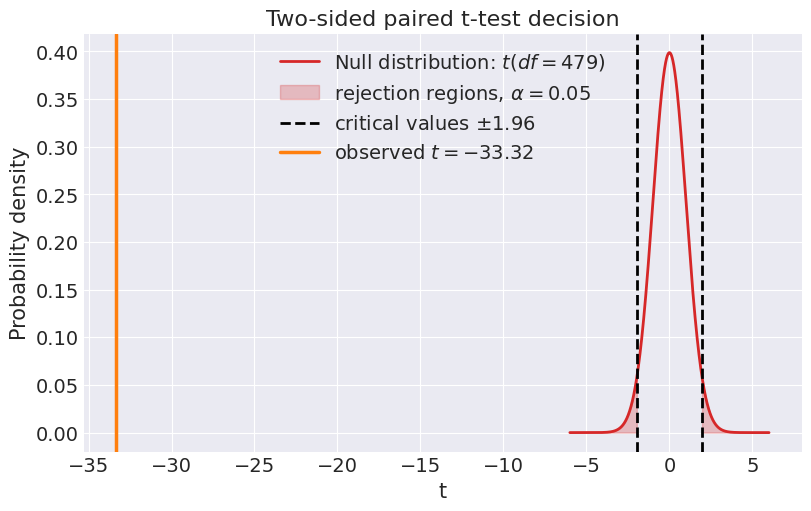 Two-sided paired t-test decision
Null distribution: t(df = 479)
rejection regions, α = 0.05
critical values ±1.96
observed t = −33.32
Probability density
0.40
0.35
0.30
0.25
0.20
0.15
0.10
0.05
0.00
−35 −30 −25 −20 −15 −10 −5 0 5
t